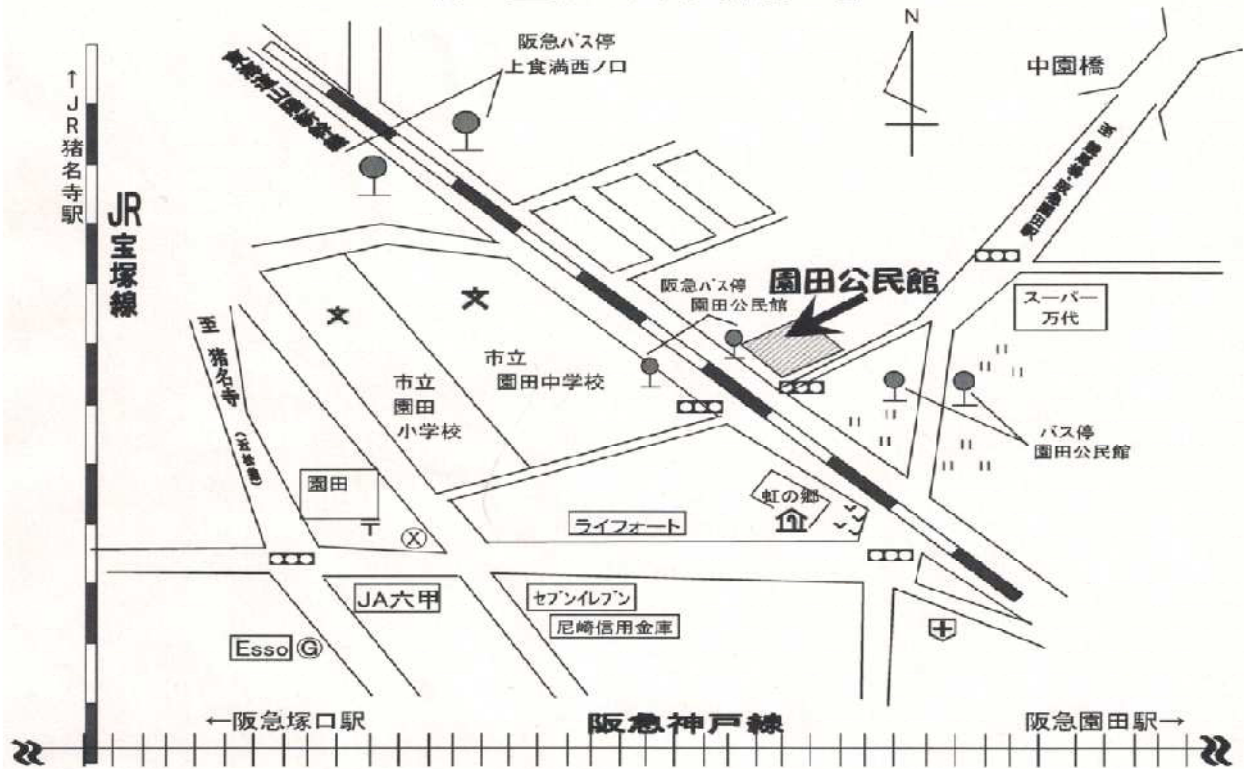 N
阪急バス停
上食満西ノ口
中園橋
↑JR猪名寺駅
JR宝塚線
阪急バス停
園田公民館
園田公民館
スーパー
万代
至 猪名寺
文
文
市立
園田中学校
市立
園田
小学校
バス停
園田公民館
園田
〒
X
虹の郷
ライフォート
JA六甲
セブンイレブン
尼崎信用金庫
Esso
G
←阪急塚口駅
阪急神戸線
阪急園田駅→